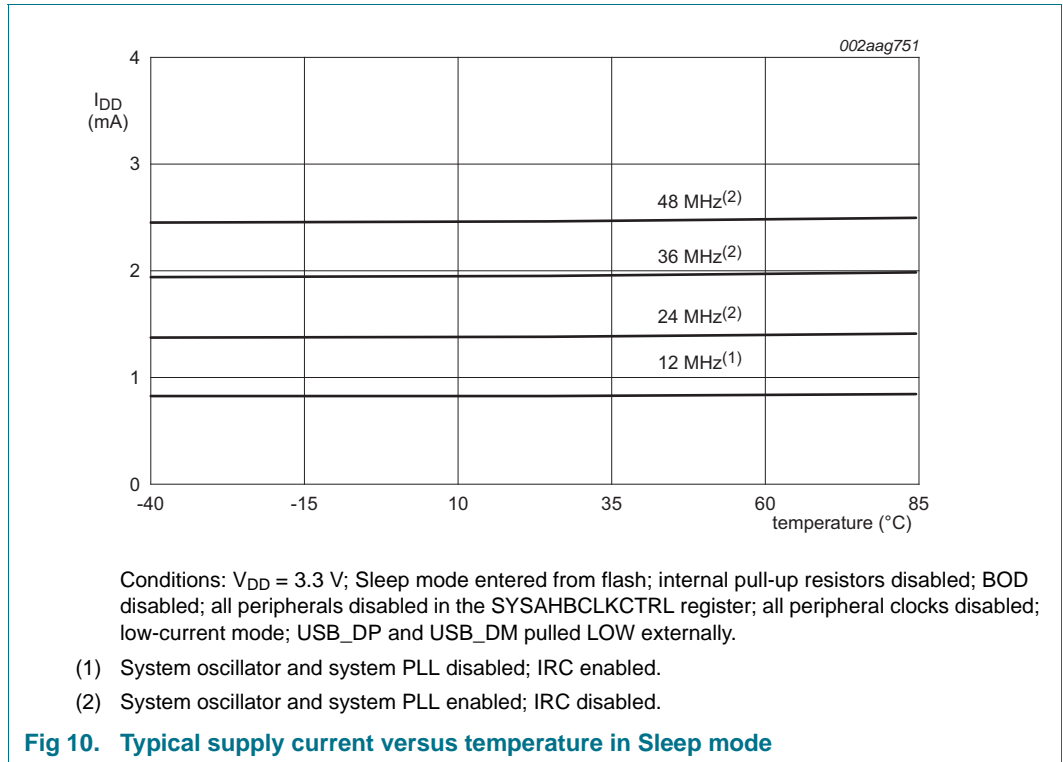 002aag751
4
I_DD
(mA)
3
48 MHz(2)
36 MHz(2)
2
24 MHz(2)
12 MHz(1)
1
0
-40 -15 10 35 60 85
temperature (°C)
Conditions: V_DD = 3.3 V; Sleep mode entered from flash; internal pull-up resistors disabled; BOD
disabled; all peripherals disabled in the SYSAHBCLKCTRL register; all peripheral clocks disabled;
low-current mode; USB_DP and USB_DM pulled LOW externally.
(1) System oscillator and system PLL disabled; IRC enabled.
(2) System oscillator and system PLL enabled; IRC disabled.
Fig 10. Typical supply current versus temperature in Sleep mode